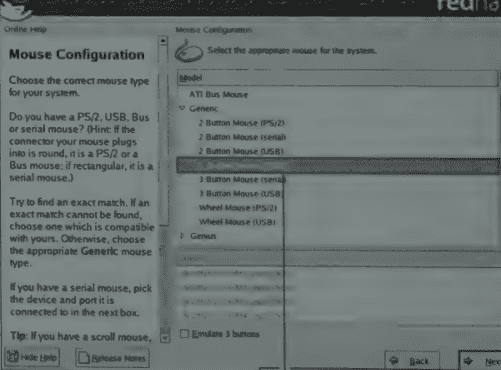 redha
Online Help
Mouse Configuration
Mouse Configuration
Choose the correct mouse type
for your system.
Do you have a PS/2, USB, Bus
or serial mouse? (Hint: If the
connector your mouse plugs
into is round, it is a PS/2 or a
Bus mouse; if rectangular, it is a
serial mouse.)
Try to find an exact match. If an
exact match cannot be found,
choose one which is compatible
with yours. Otherwise, choose
the appropriate Generic mouse
type.
If you have a serial mouse, pick
the device and port it is
connected to in the next box.
Tip: If you have a scroll mouse,
Select the appropriate mouse for the system.
Model
ATI Bus Mouse
Generic
2 Button Mouse (PS/2)
2 Button Mouse (serial)
2 Button Mouse (USB)
3 Button Mouse (serial)
3 Button Mouse (USB)
Wheel Mouse (PS/2)
Wheel Mouse (USB)
Genius
Emulate 3 buttons
Hide Help
Release Notes
Back
Nex